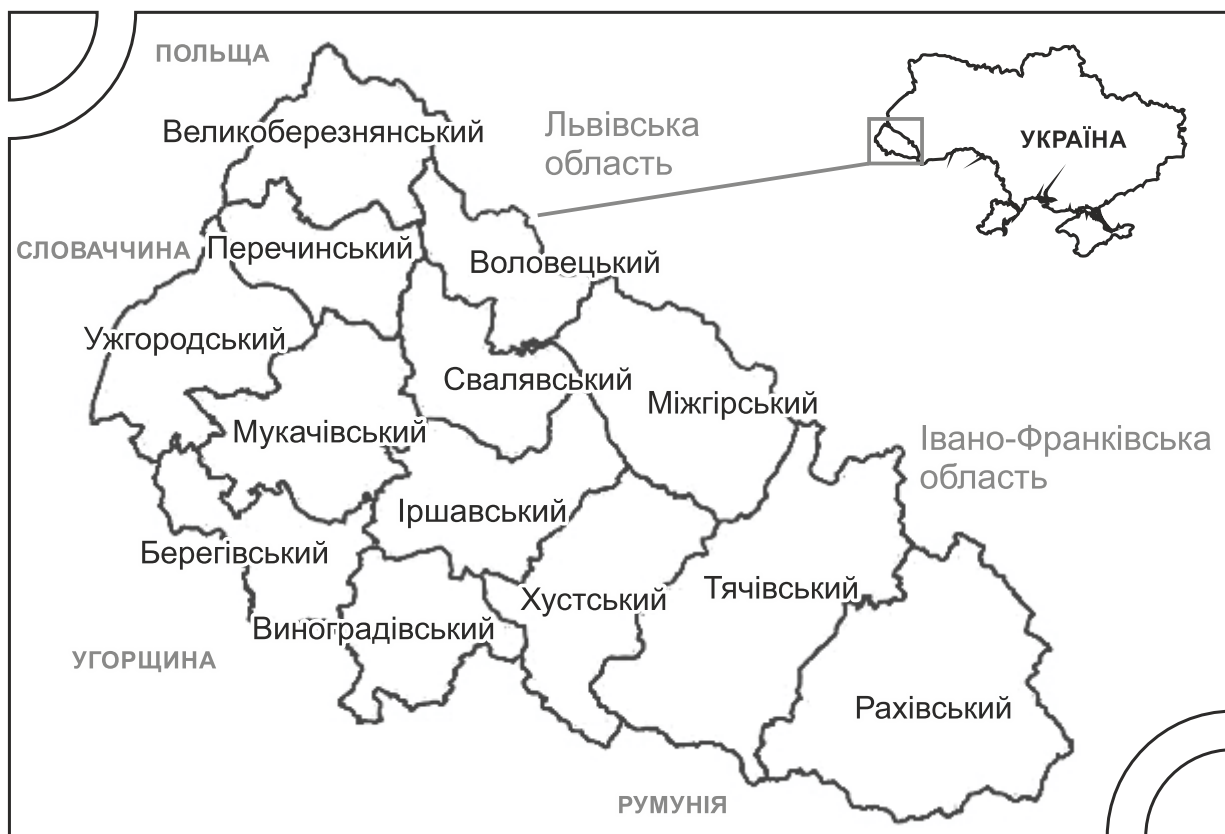 ПОЛЬЩА
Великоберезнянський
Львівська
область
УКРАЇНА
СЛОВАЧЧИНА
Перечинський
Воловецький
Ужгородський
Свалявський
Міжгірський
Мукачівський
Івано-Франківська
область
Іршавський
Берегівський
Хустський
Тячівський
Виноградівський
УГОРЩИНА
Рахівський
РУМУНІЯ